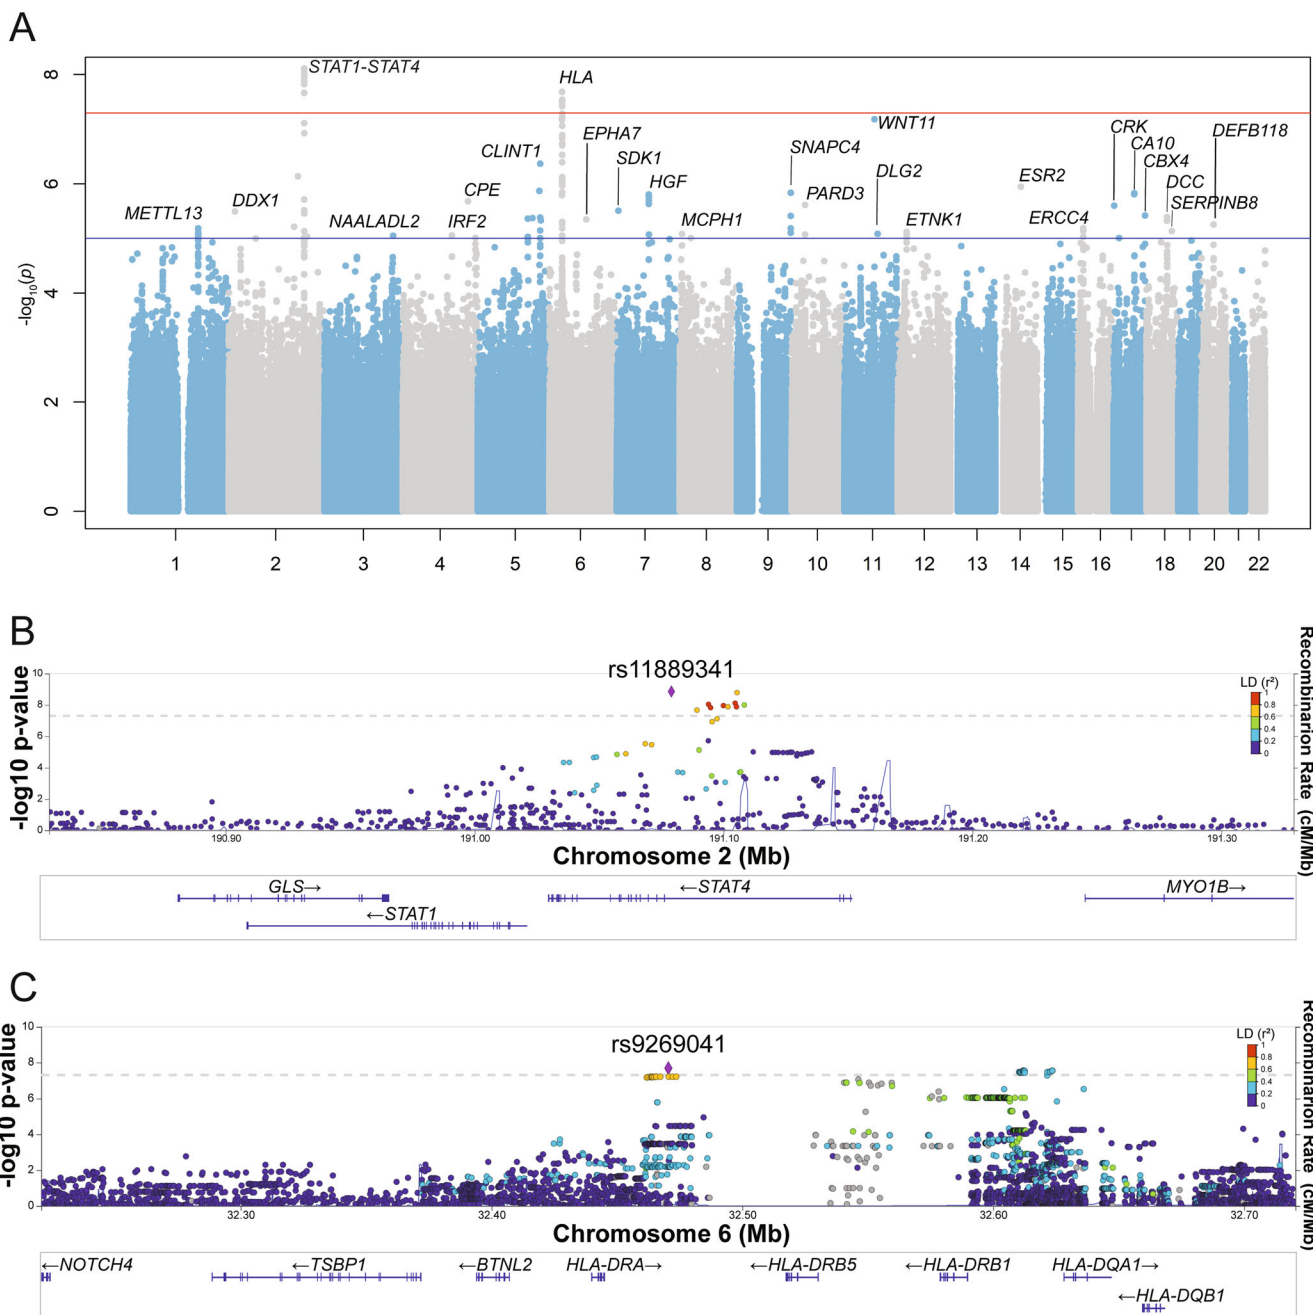 A
STAT1-STAT4
HLA
WNT11
CRK
DEFB118
EPHA7
CA10
CLINT1
SNAPC4
SDK1
CBX4
DLG2
ESR2
HGF
DCC
CPE
PARD3
DDX1
SERPINB8
METTL13
NAALADL2
IRF2
MCPH1
ETNK1
ERCC4
-log10(p)
8
6
4
2
0
1 2 3 4 5 6 7 8 9 10 11 12 13 14 15 16 18 20 22
B
rs11889341
-log10 p-value
10
8
6
4
2
0
LD (r²)
1
0.8
0.6
0.4
0.2
0
Recombinarion Rate (cM/Mb)
190.90 191.00 191.10 191.20 191.30
Chromosome 2 (Mb)
GLS→
←STAT4
MYO1B→
←STAT1
C
rs9269041
-log10 p-value
10
8
6
4
2
0
LD (r²)
1
0.8
0.6
0.4
0.2
0
Recombinarion Rate (cM/Mb)
32.30 32.40 32.50 32.60 32.70
Chromosome 6 (Mb)
←NOTCH4
←TSBP1
←BTNL2
HLA-DRA→
←HLA-DRB5
←HLA-DRB1
HLA-DQA1→
←HLA-DQB1